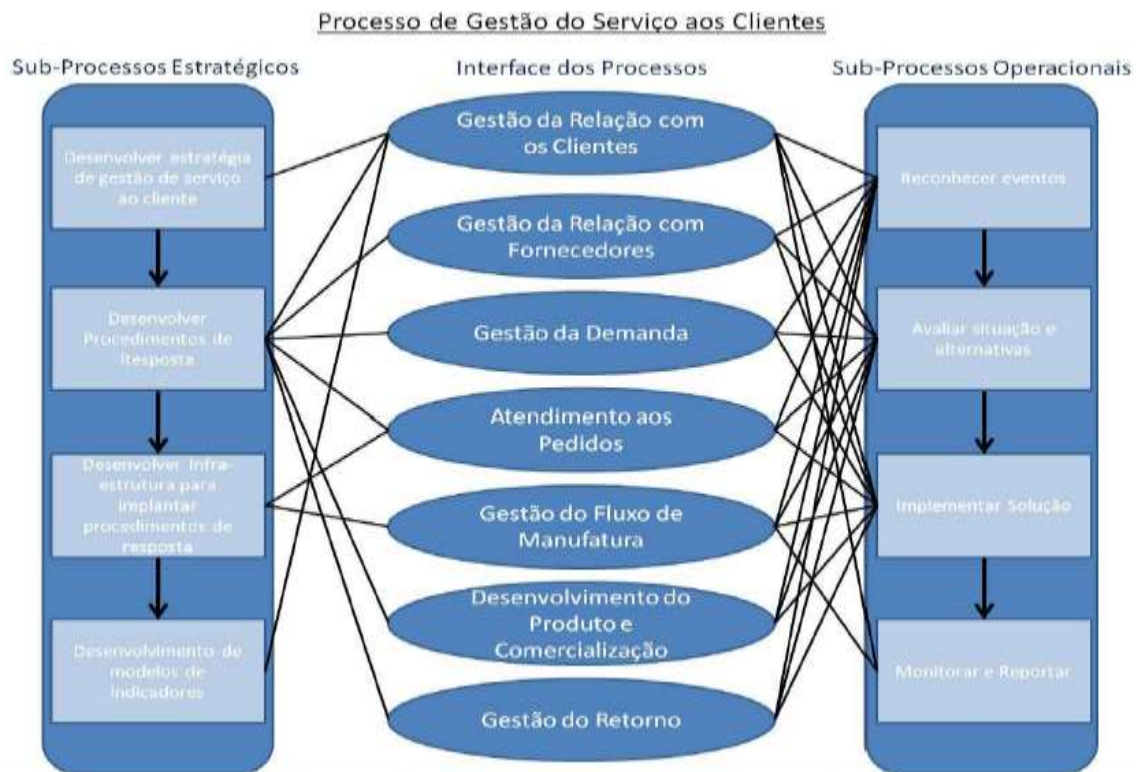 Processo de Gestão do Serviço aos Clientes
Sub-Processos Estratégicos
Interface dos Processos
Sub-Processos Operacionais
Desenvolver estratégia
de gestão de serviço
ao cliente
Desenvolver
Procedimentos de
Resposta
Desenvolver Infra-
estrutura para
implantar
procedimentos de
resposta
Desenvolvimento de
modelos de
indicadores
Gestão da Relação com
os Clientes
Gestão da Relação com
Fornecedores
Gestão da Demanda
Atendimento aos
Pedidos
Gestão do Fluxo de
Manufatura
Desenvolvimento do
Produto e
Comercialização
Gestão do Retorno
Reconhecer eventos
Avaliar situação e
alternativas
Implementar Solução
Monitorar e Reportar